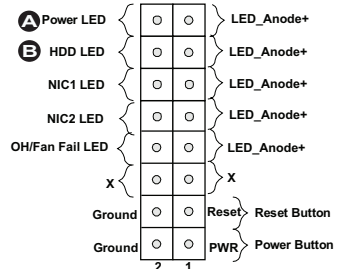 A Power LED LED_Anode+
B HDD LED LED_Anode+
NIC1 LED LED_Anode+
NIC2 LED LED_Anode+
OH/Fan Fail LED LED_Anode+
X X
Ground Reset Reset Button
Ground PWR Power Button
2 1